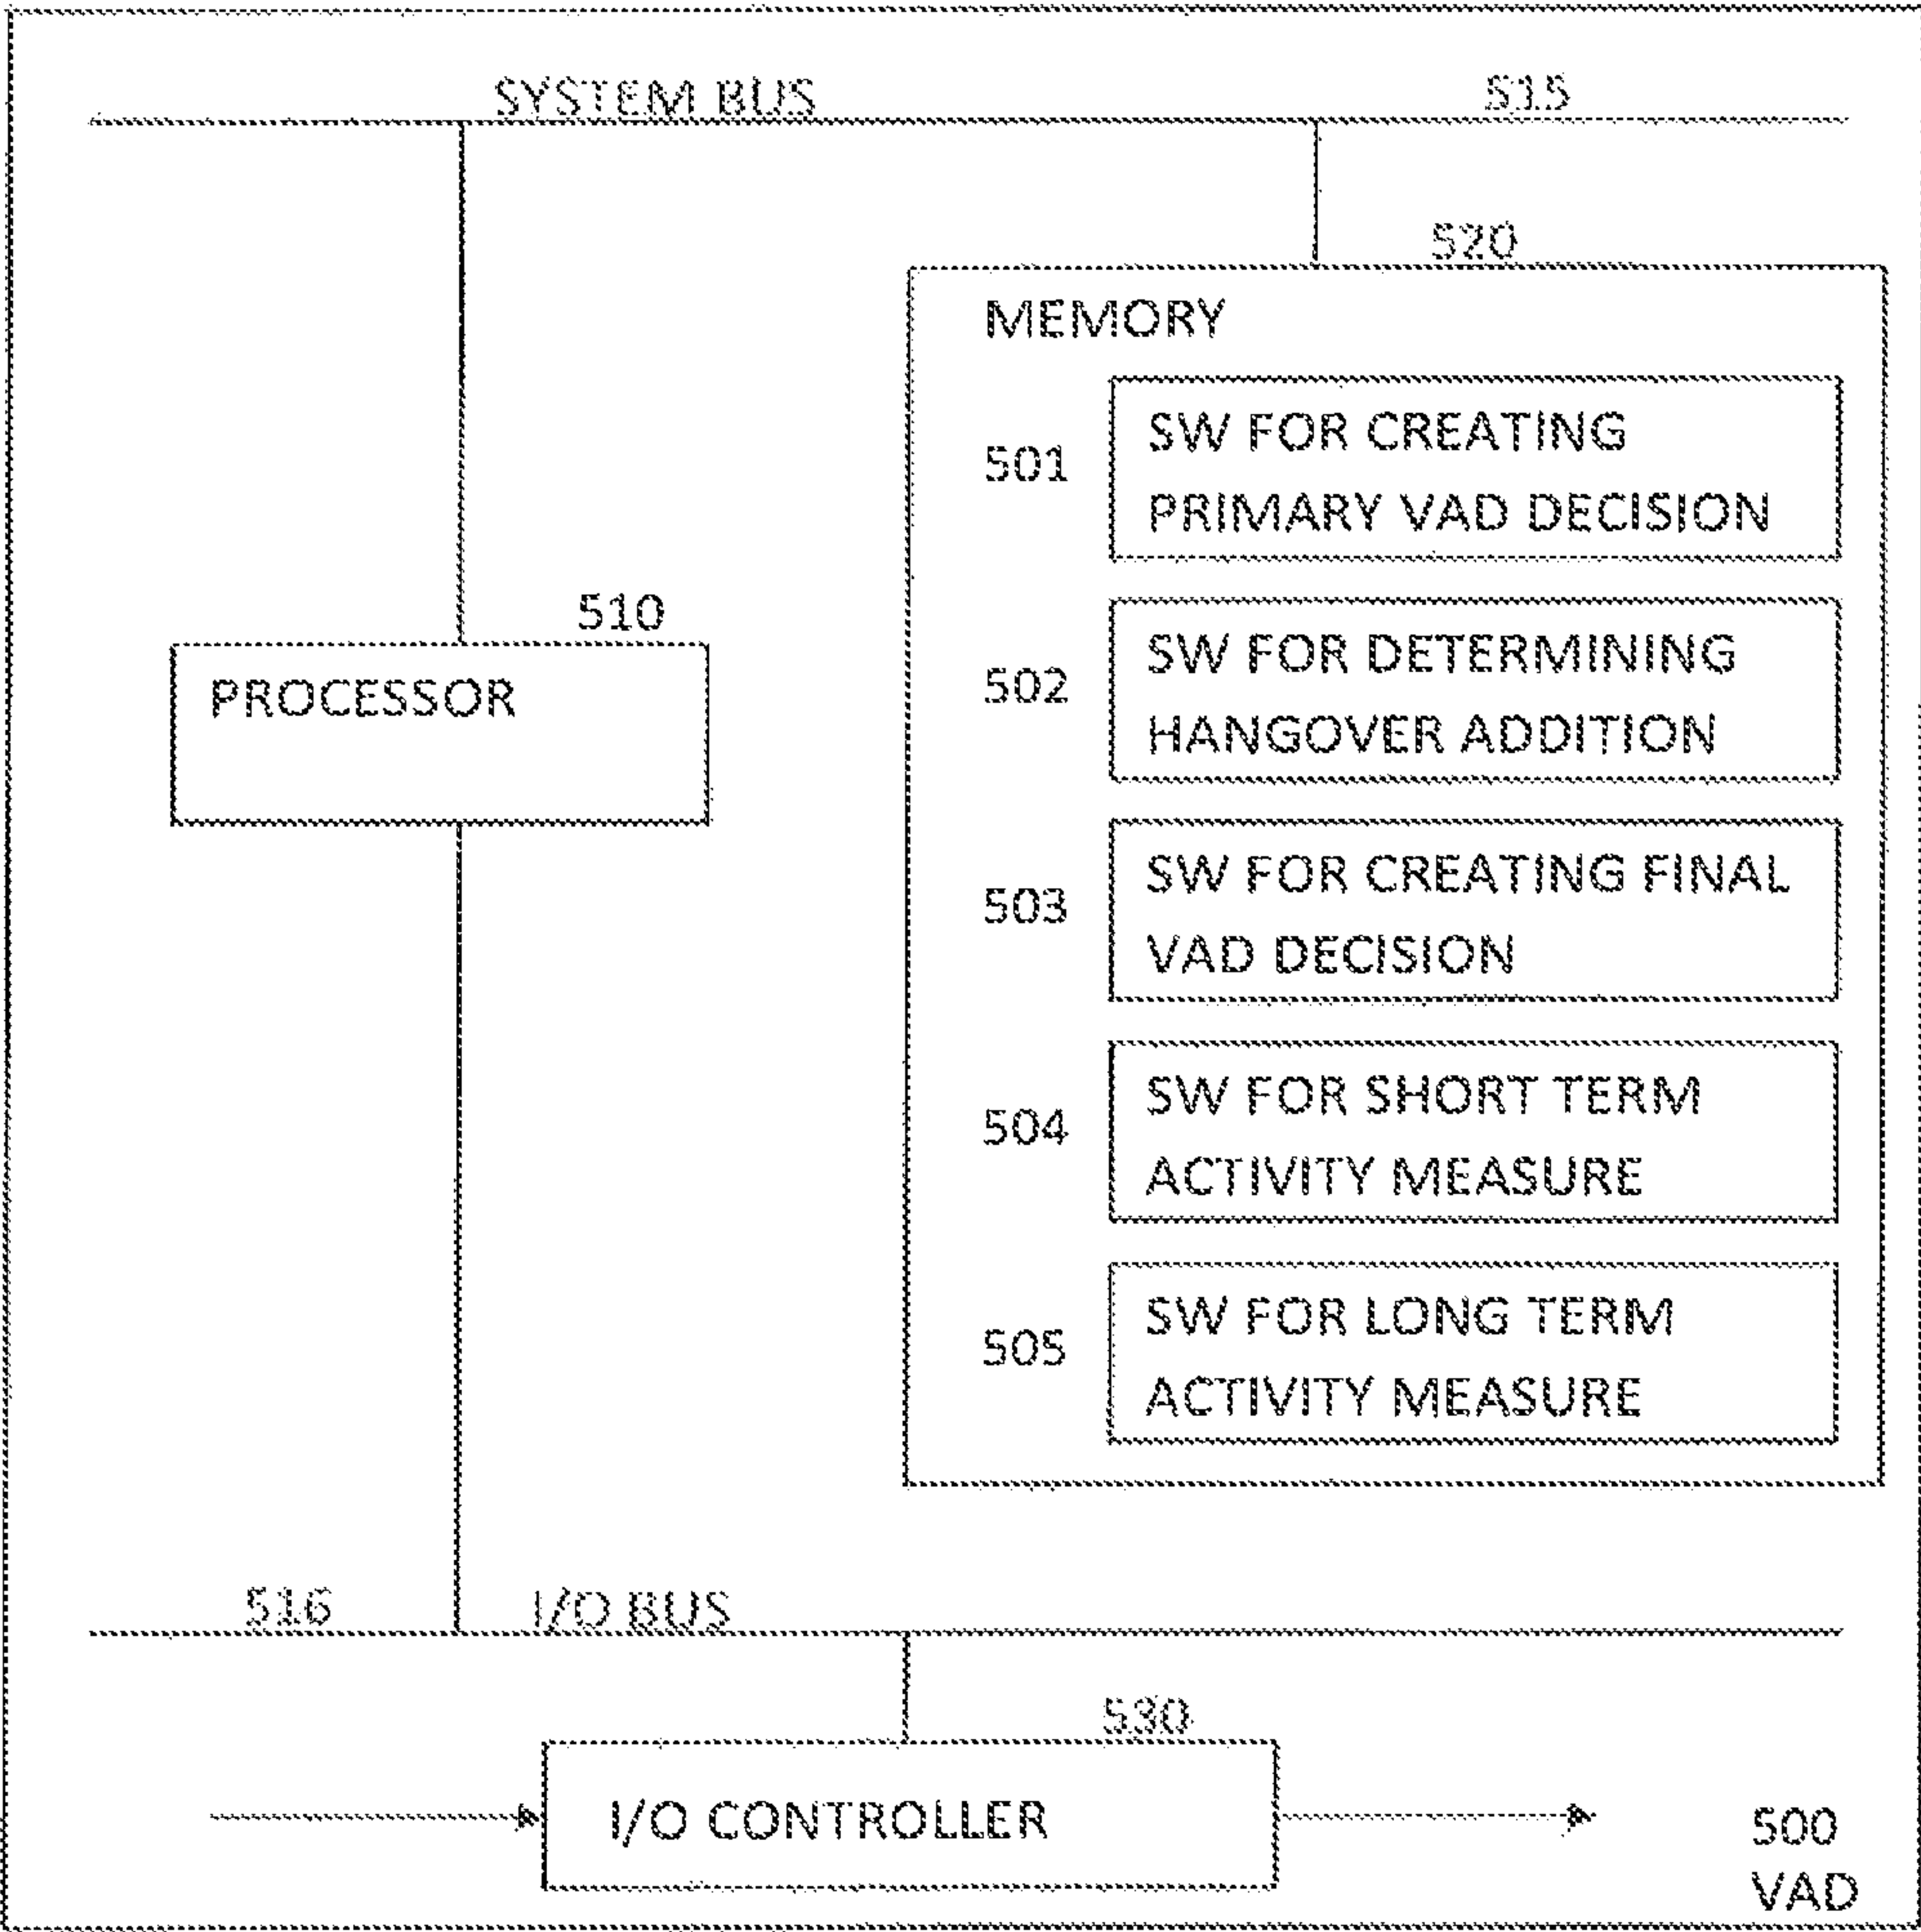 SYSTEM BUS 515
520
MEMORY
501
SW FOR CREATING
PRIMARY VAD DECISION
510
PROCESSOR
502
SW FOR DETERMINING
HANGOVER ADDITION
503
SW FOR CREATING FINAL
VAD DECISION
504
SW FOR SHORT TERM
ACTIVITY MEASURE
505
SW FOR LONG TERM
ACTIVITY MEASURE
516 I/O BUS
530
I/O CONTROLLER
500
VAD